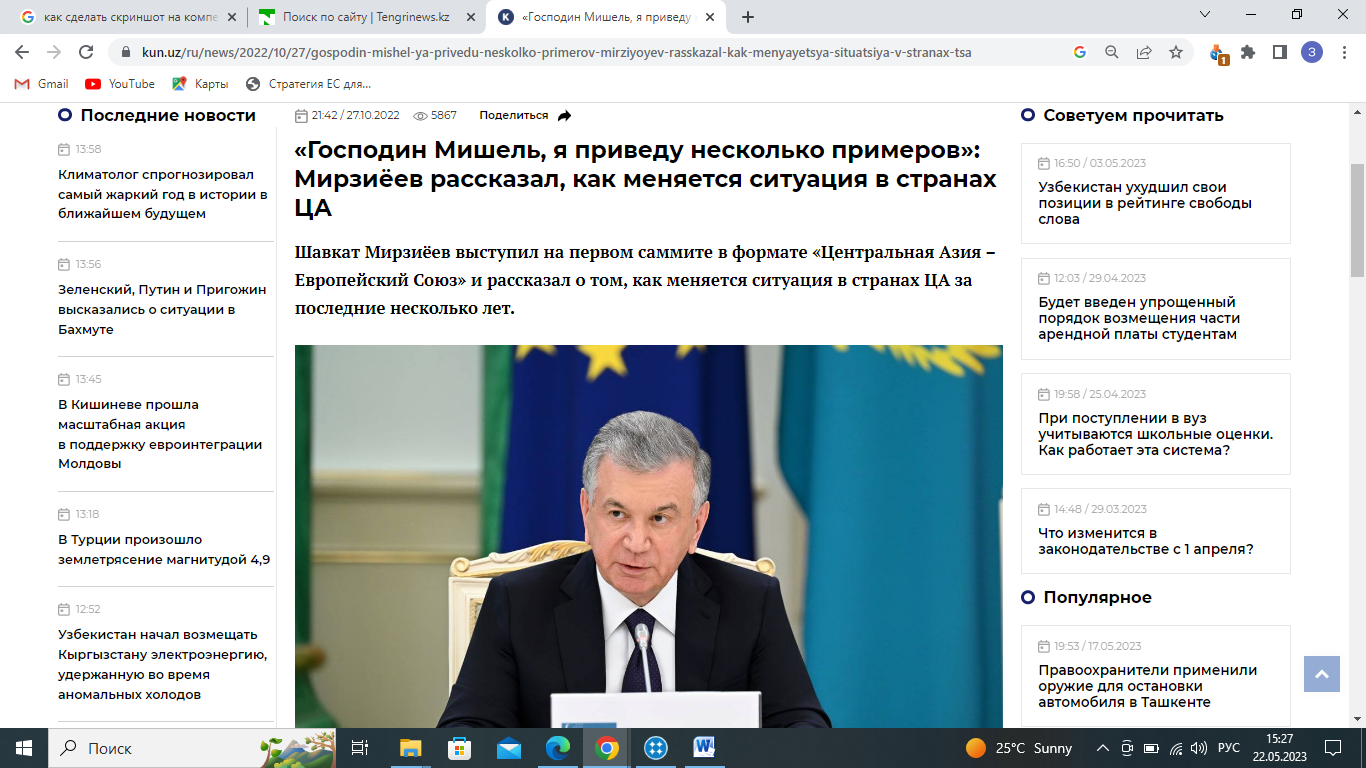 как сделать скриншот на компе
Поиск по сайту | Tengrinews.kz
«Господин Мишель, я приведу
kun.uz/ru/news/2022/10/27/gospodin-mishel-ya-privedu-neskolko-primerov-mirziyoyev-rasskazal-kak-menyayetsya-situatsiya-v-stranax-tsa
1
З
Gmail
YouTube
Карты
Стратегия ЕС для...
Последние новости
13:58
Климатолог спрогнозировал
самый жаркий год в истории в
ближайшем будущем
13:56
Зеленский, Путин и Пригожин
высказались о ситуации в
Бахмуте
13:45
В Кишиневе прошла
масштабная акция
в поддержку евроинтеграции
Молдовы
13:18
В Турции произошло
землетрясение магнитудой 4,9
12:52
Узбекистан начал возмещать
Кыргызстану электроэнергию,
удержанную во время
аномальных холодов
21:42 / 27.10.2022 5867 Поделиться
«Господин Мишель, я приведу несколько примеров»:
Мирзиёев рассказал, как меняется ситуация в странах
ЦА
Шавкат Мирзиёев выступил на первом саммите в формате «Центральная Азия –
Европейский Союз» и рассказал о том, как меняется ситуация в странах ЦА за
последние несколько лет.
Советуем прочитать
16:50 / 03.05.2023
Узбекистан ухудшил свои
позиции в рейтинге свободы
слова
12:03 / 29.04.2023
Будет введен упрощенный
порядок возмещения части
арендной платы студентам
19:58 / 25.04.2023
При поступлении в вуз
учитываются школьные оценки.
Как работает эта система?
14:48 / 29.03.2023
Что изменится в
законодательстве с 1 апреля?
Популярное
19:53 / 17.05.2023
Правоохранители применили
оружие для остановки
автомобиля в Ташкенте
Поиск
25°C Sunny
РУС
15:27
22.05.2023